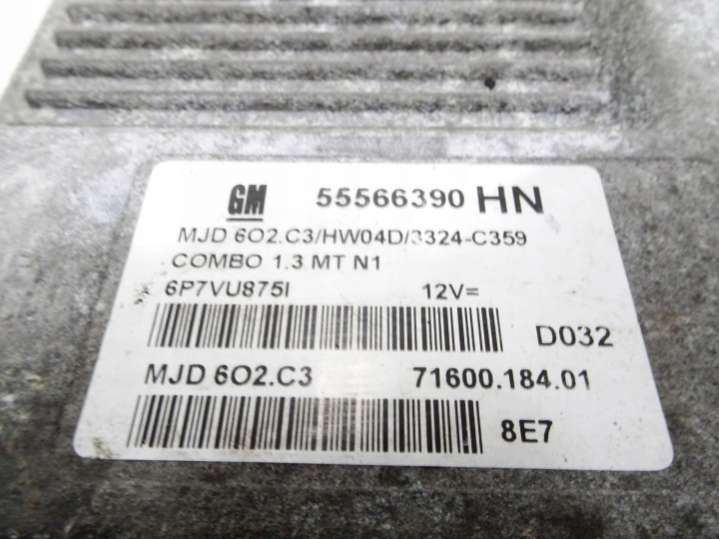 GM 55566390 HN
MJD 6O2.C3/HW04D/3324-C359
COMBO 1.3 MT N1
6P7VU875I 12V=
D032
MJD 6O2.C3 71600.184.01
8E7